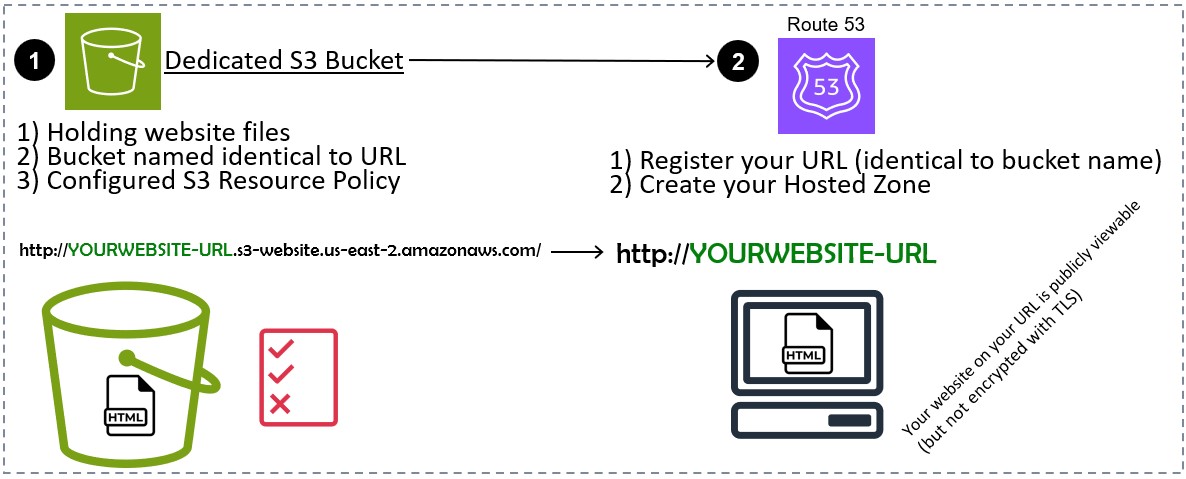 1
Dedicated S3 Bucket
1) Holding website files
2) Bucket named identical to URL
3) Configured S3 Resource Policy
http://YOURWEBSITE-URL.s3-website.us-east-2.amazonaws.com/
HTML
2
Route 53
53
1) Register your URL (identical to bucket name)
2) Create your Hosted Zone
http://YOURWEBSITE-URL
HTML
Your website on your URL is publicly viewable
(but not encrypted with TLS)